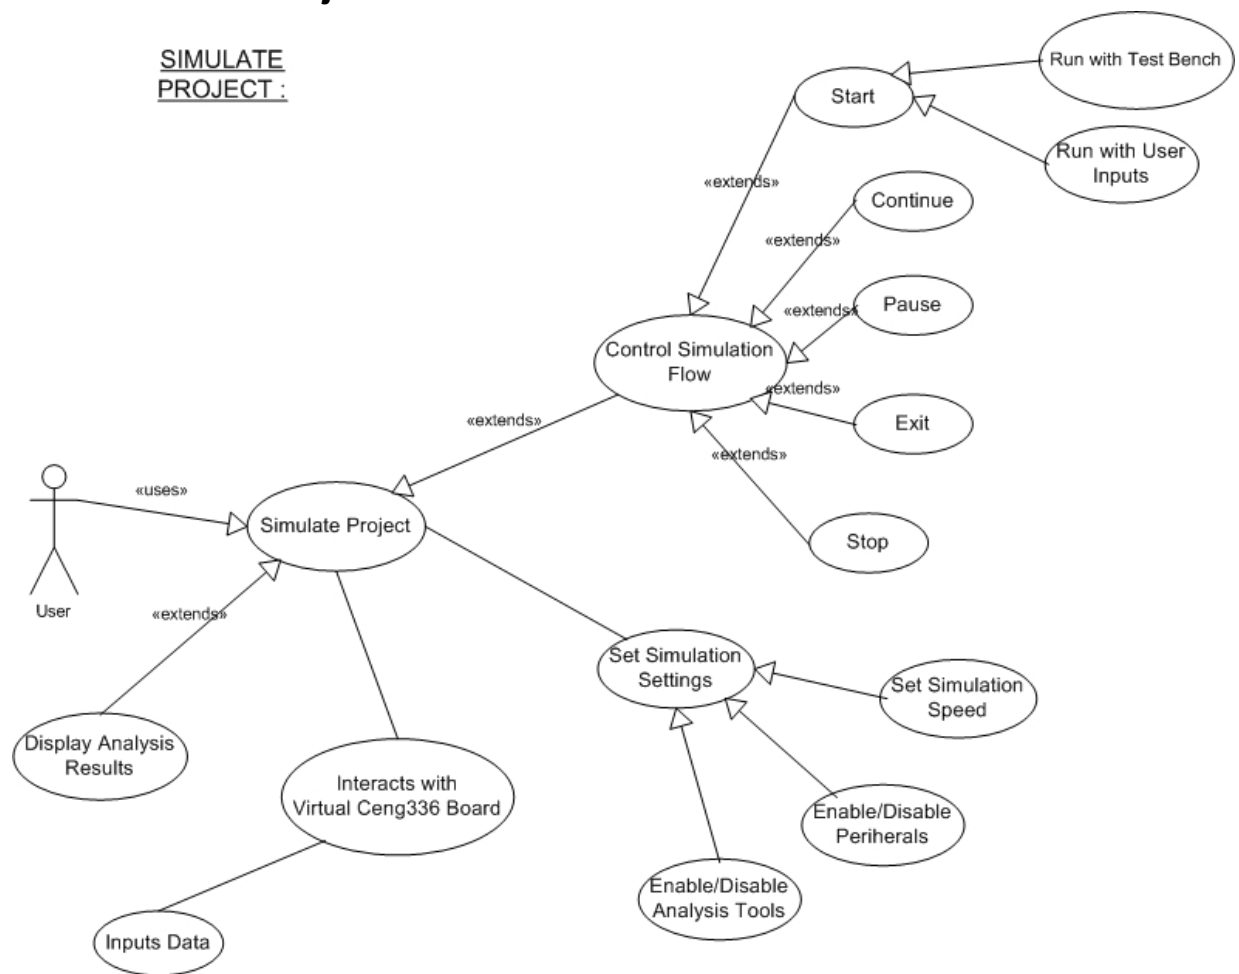 SIMULATE
PROJECT :
Run with Test Bench
Start
Run with User
Inputs
«extends»
Continue
«extends»
Pause
«extends»
Control Simulation
Flow
«extends»
Exit
«extends»
«extends»
Stop
«uses»
Simulate Project
User
«extends»
Set Simulation
Settings
Set Simulation
Speed
Display Analysis
Results
Interacts with
Virtual Ceng336 Board
Enable/Disable
Periherals
Enable/Disable
Analysis Tools
Inputs Data